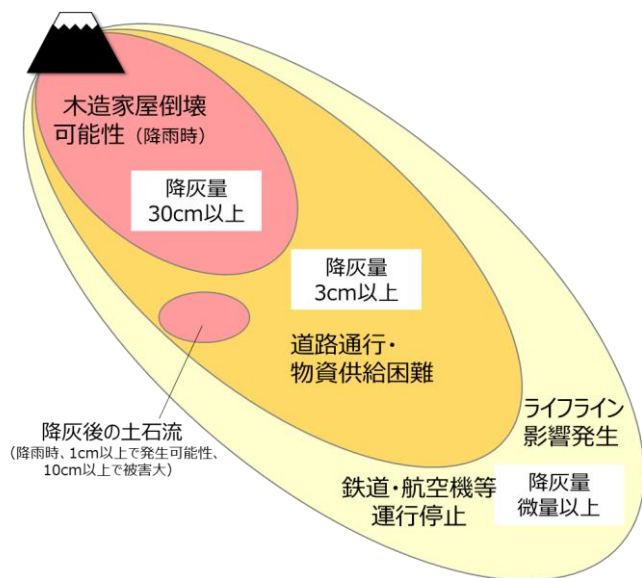 木造家屋倒壊
可能性（降雨時）
降灰量
30cm以上
降灰量
3cm以上
道路通行・
物資供給困難
降灰後の土石流
（降雨時、1cm以上で発生可能性、
10cm以上で被害大）
ライフライン
影響発生
鉄道・航空機等
運行停止
降灰量
微量以上